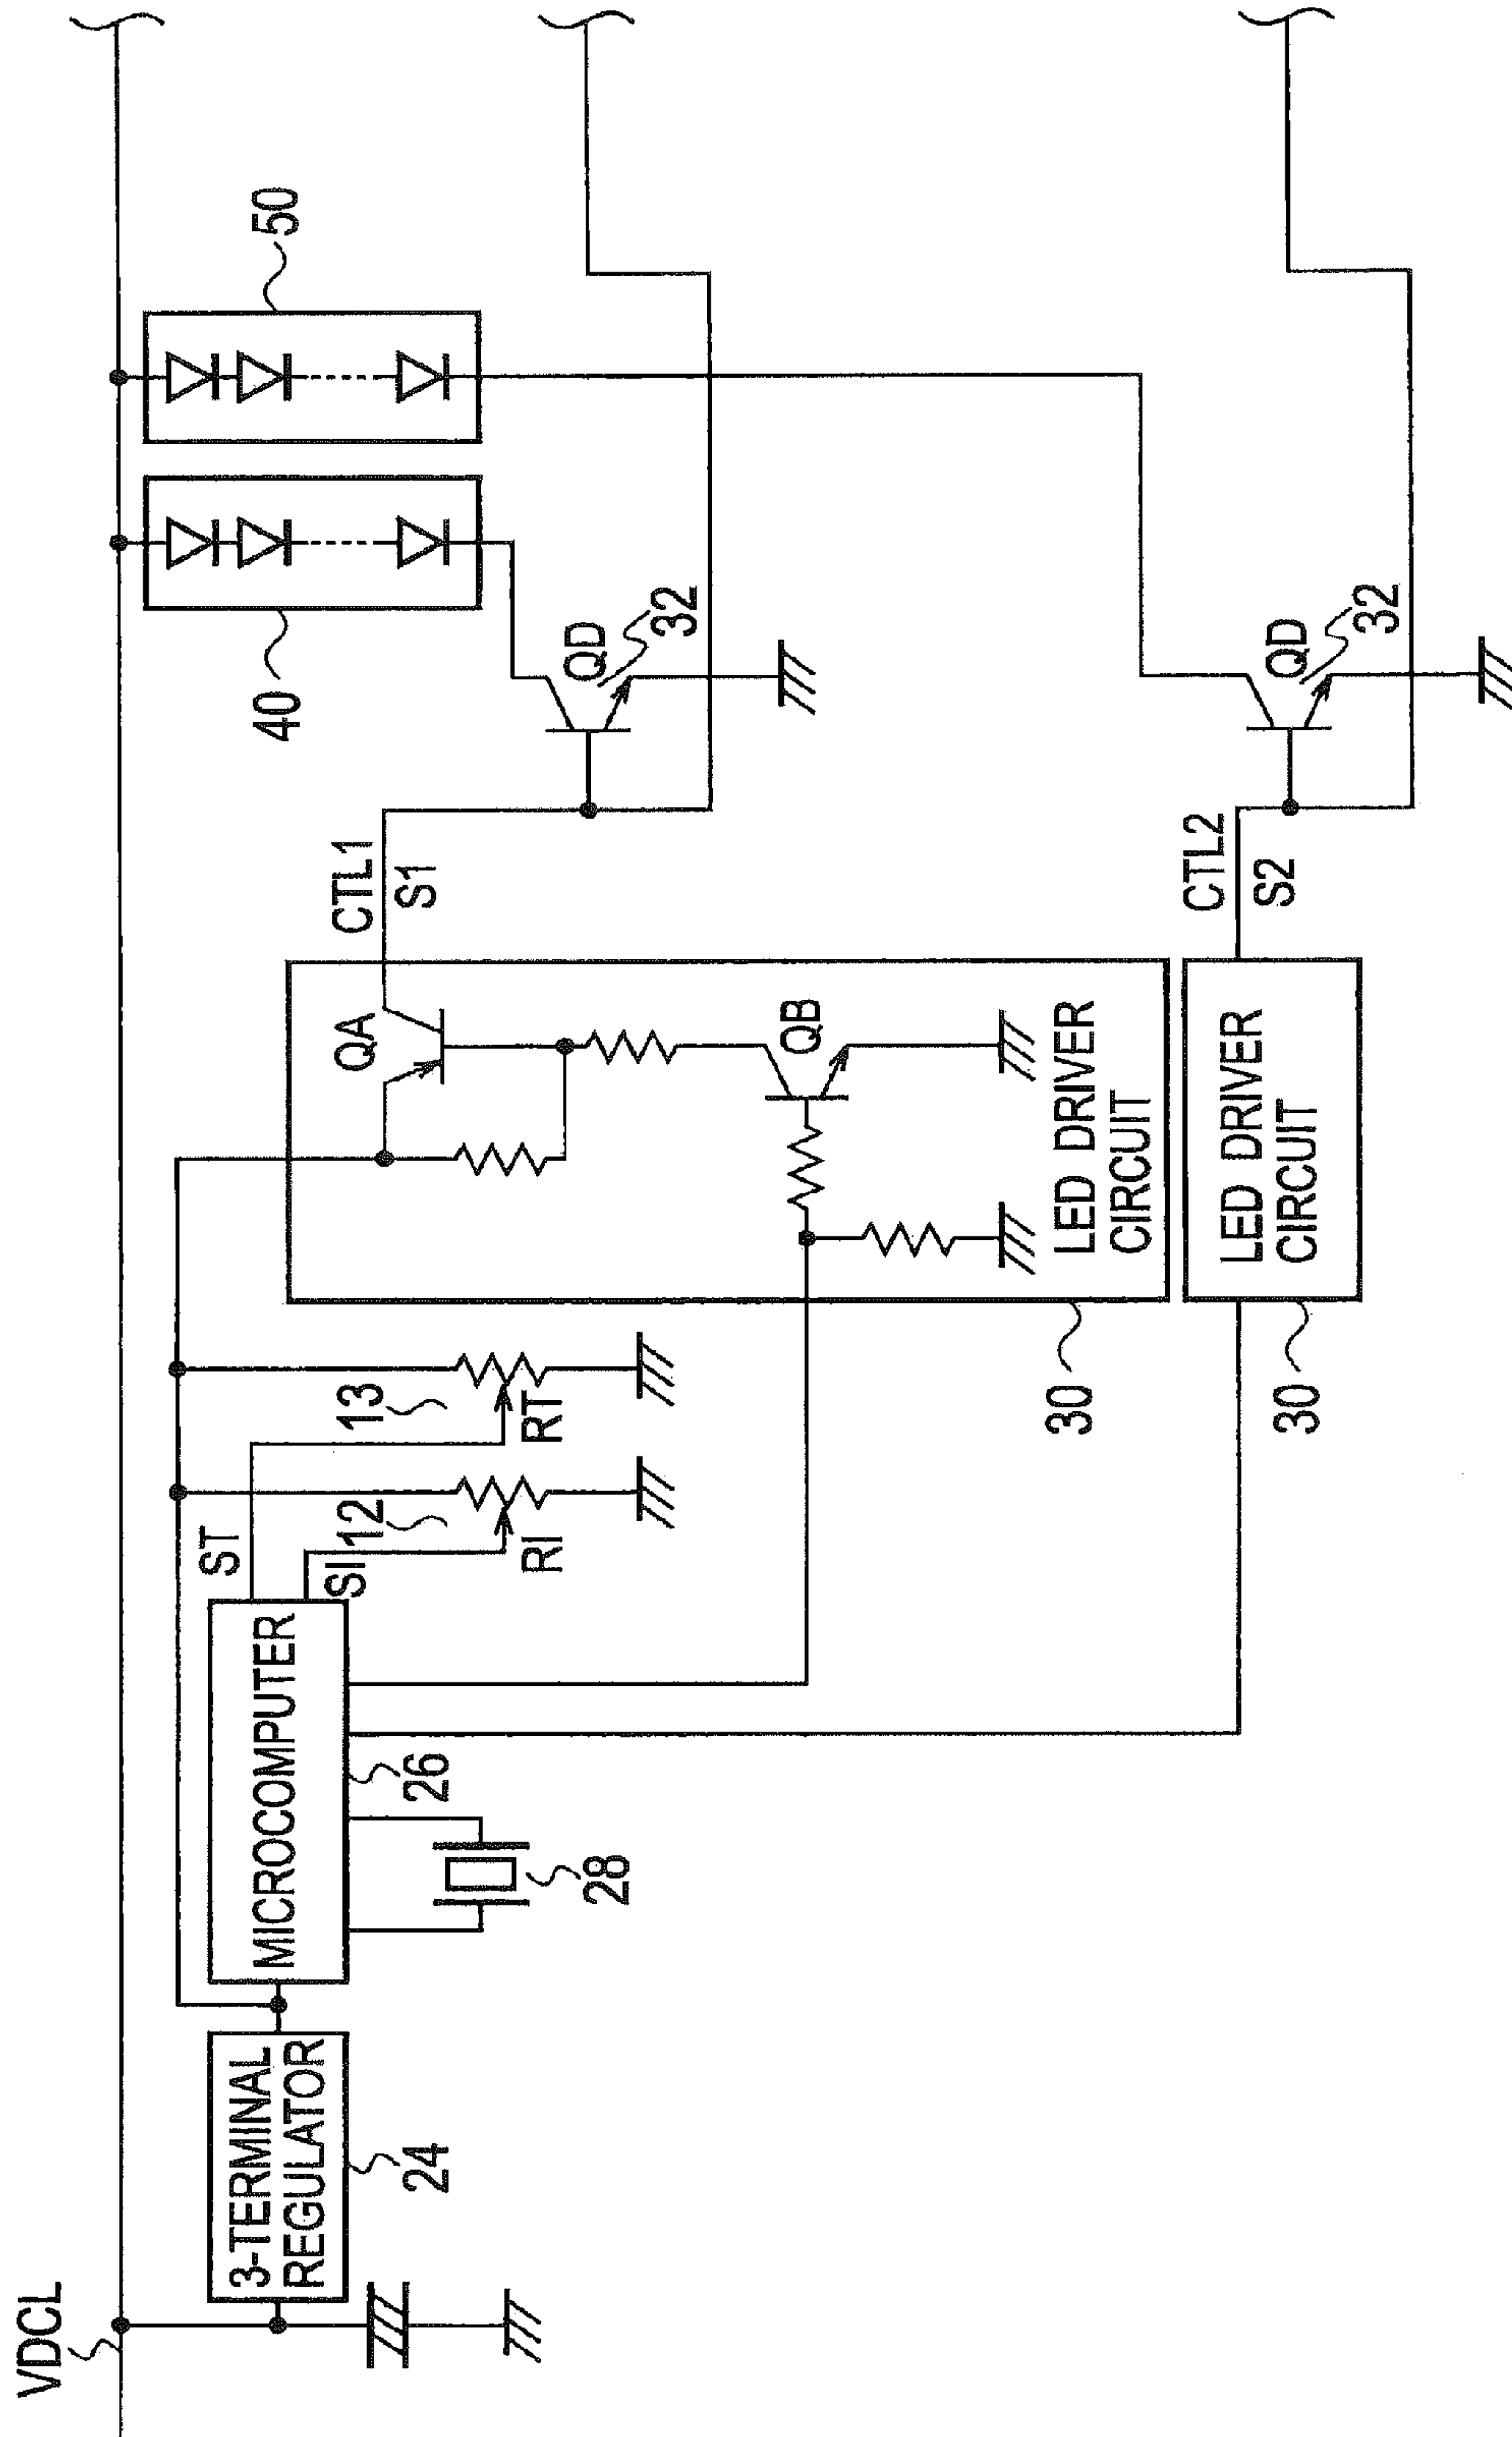 VDCL
3-TERMINAL
REGULATOR
24
MICROCOMPUTER
26
28
ST
SI
12
RI
13
RT
QA
QB
LED DRIVER
CIRCUIT
30
LED DRIVER
CIRCUIT
30
CTL1
S1
CTL2
S2
40
50
QD
32
QD
32